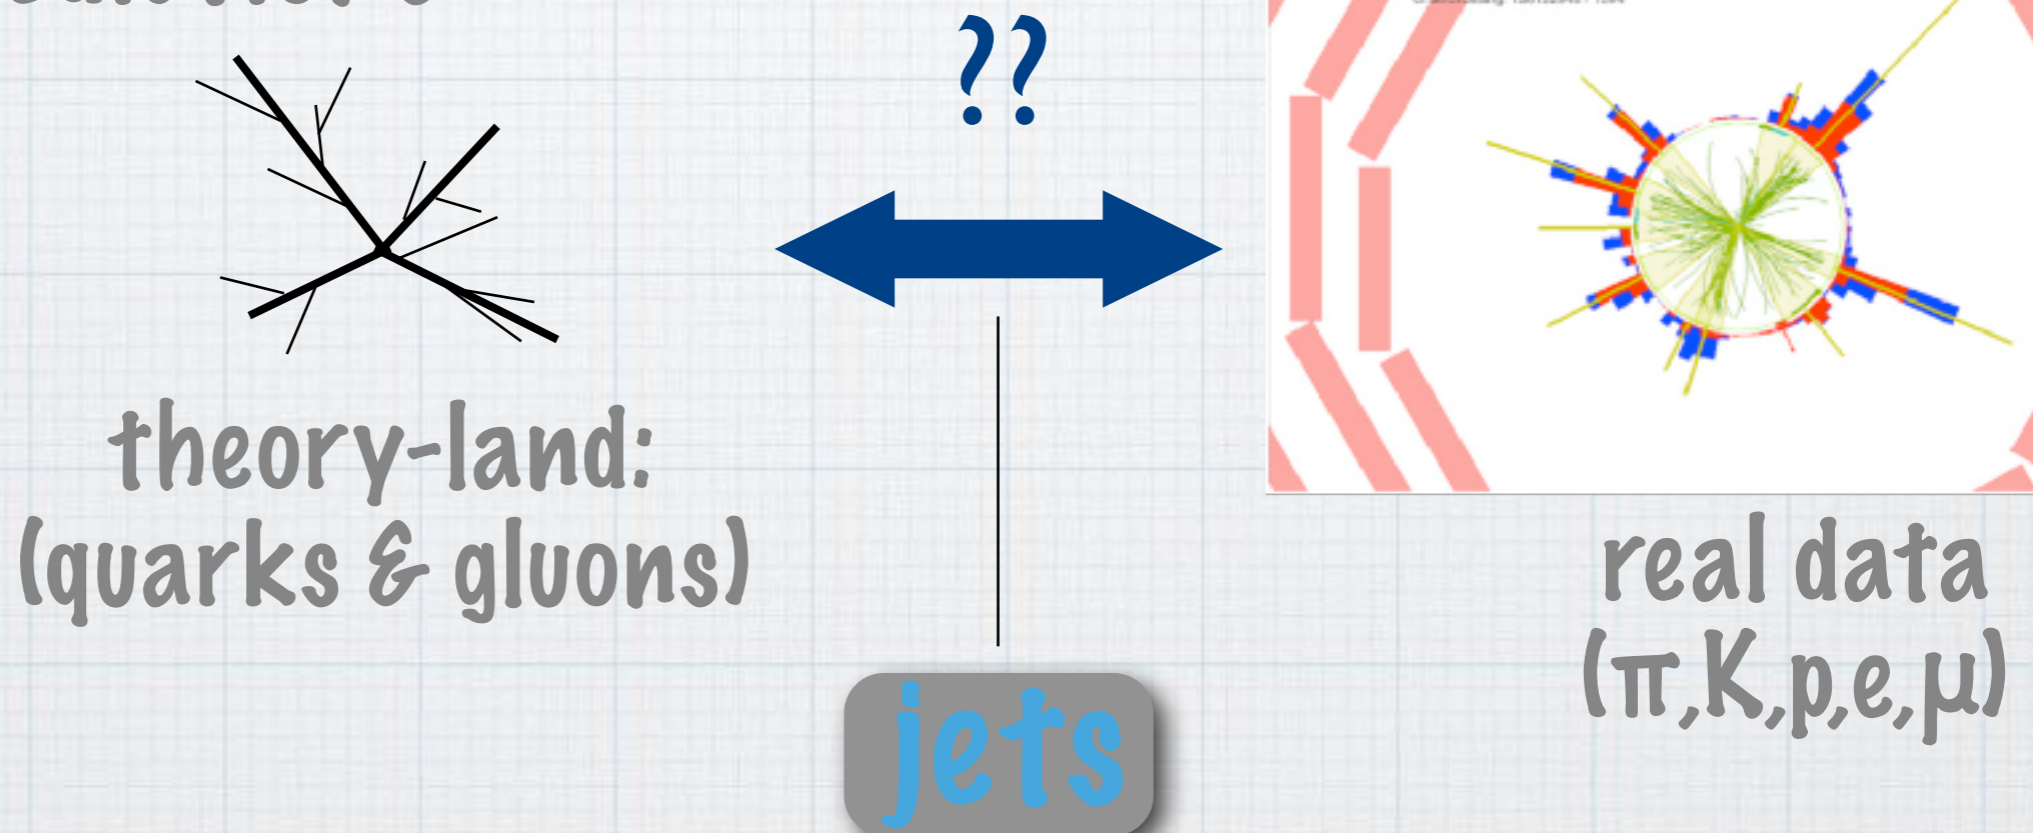 ??
theory-land:
(quarks & gluons)
real data
(π,K,p,e,μ)
jets